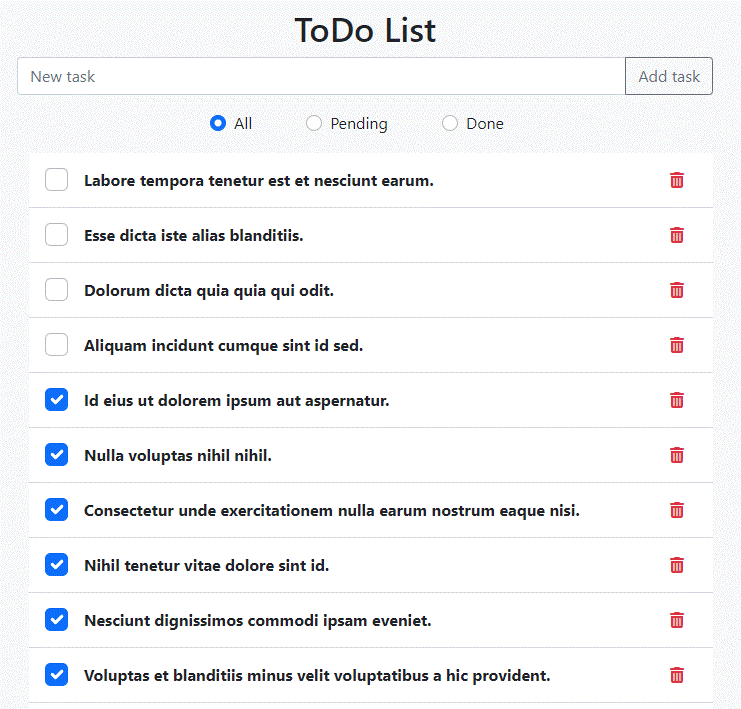 ToDo List
New task Add task
All Pending Done
Labore tempora tenetur est et nesciunt earum.
Esse dicta iste alias blanditiis.
Dolorum dicta quia quia qui odit.
Aliquam incidunt cumque sint id sed.
Id eius ut dolorem ipsum aut aspernatur.
Nulla voluptas nihil nihil.
Consectetur unde exercitationem nulla earum nostrum eaque nisi.
Nihil tenetur vitae dolore sint id.
Nesciunt dignissimos commodi ipsam eveniet.
Voluptas et blanditiis minus velit voluptatibus a hic provident.